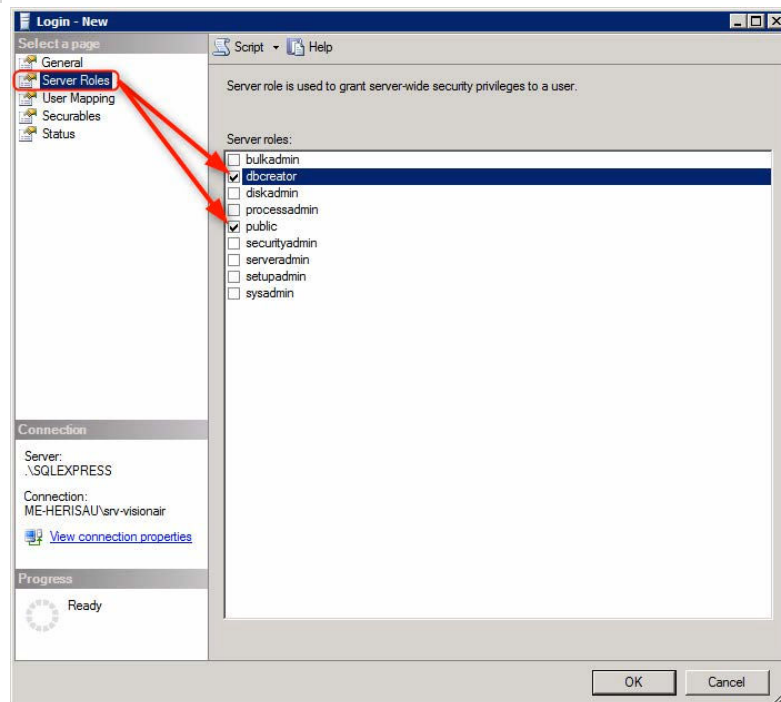 Login - New
Select a page
General
Server Roles
User Mapping
Securables
Status
Script
Help
Server role is used to grant server-wide security privileges to a user.
Server roles:
bulkadmin
dbcreator
diskadmin
processadmin
public
securityadmin
serveradmin
setupadmin
sysadmin
Connection
Server:
.\SQLEXPRESS
Connection:
ME-HERISAU\srv-visionair
View connection properties
Progress
Ready
OK
Cancel